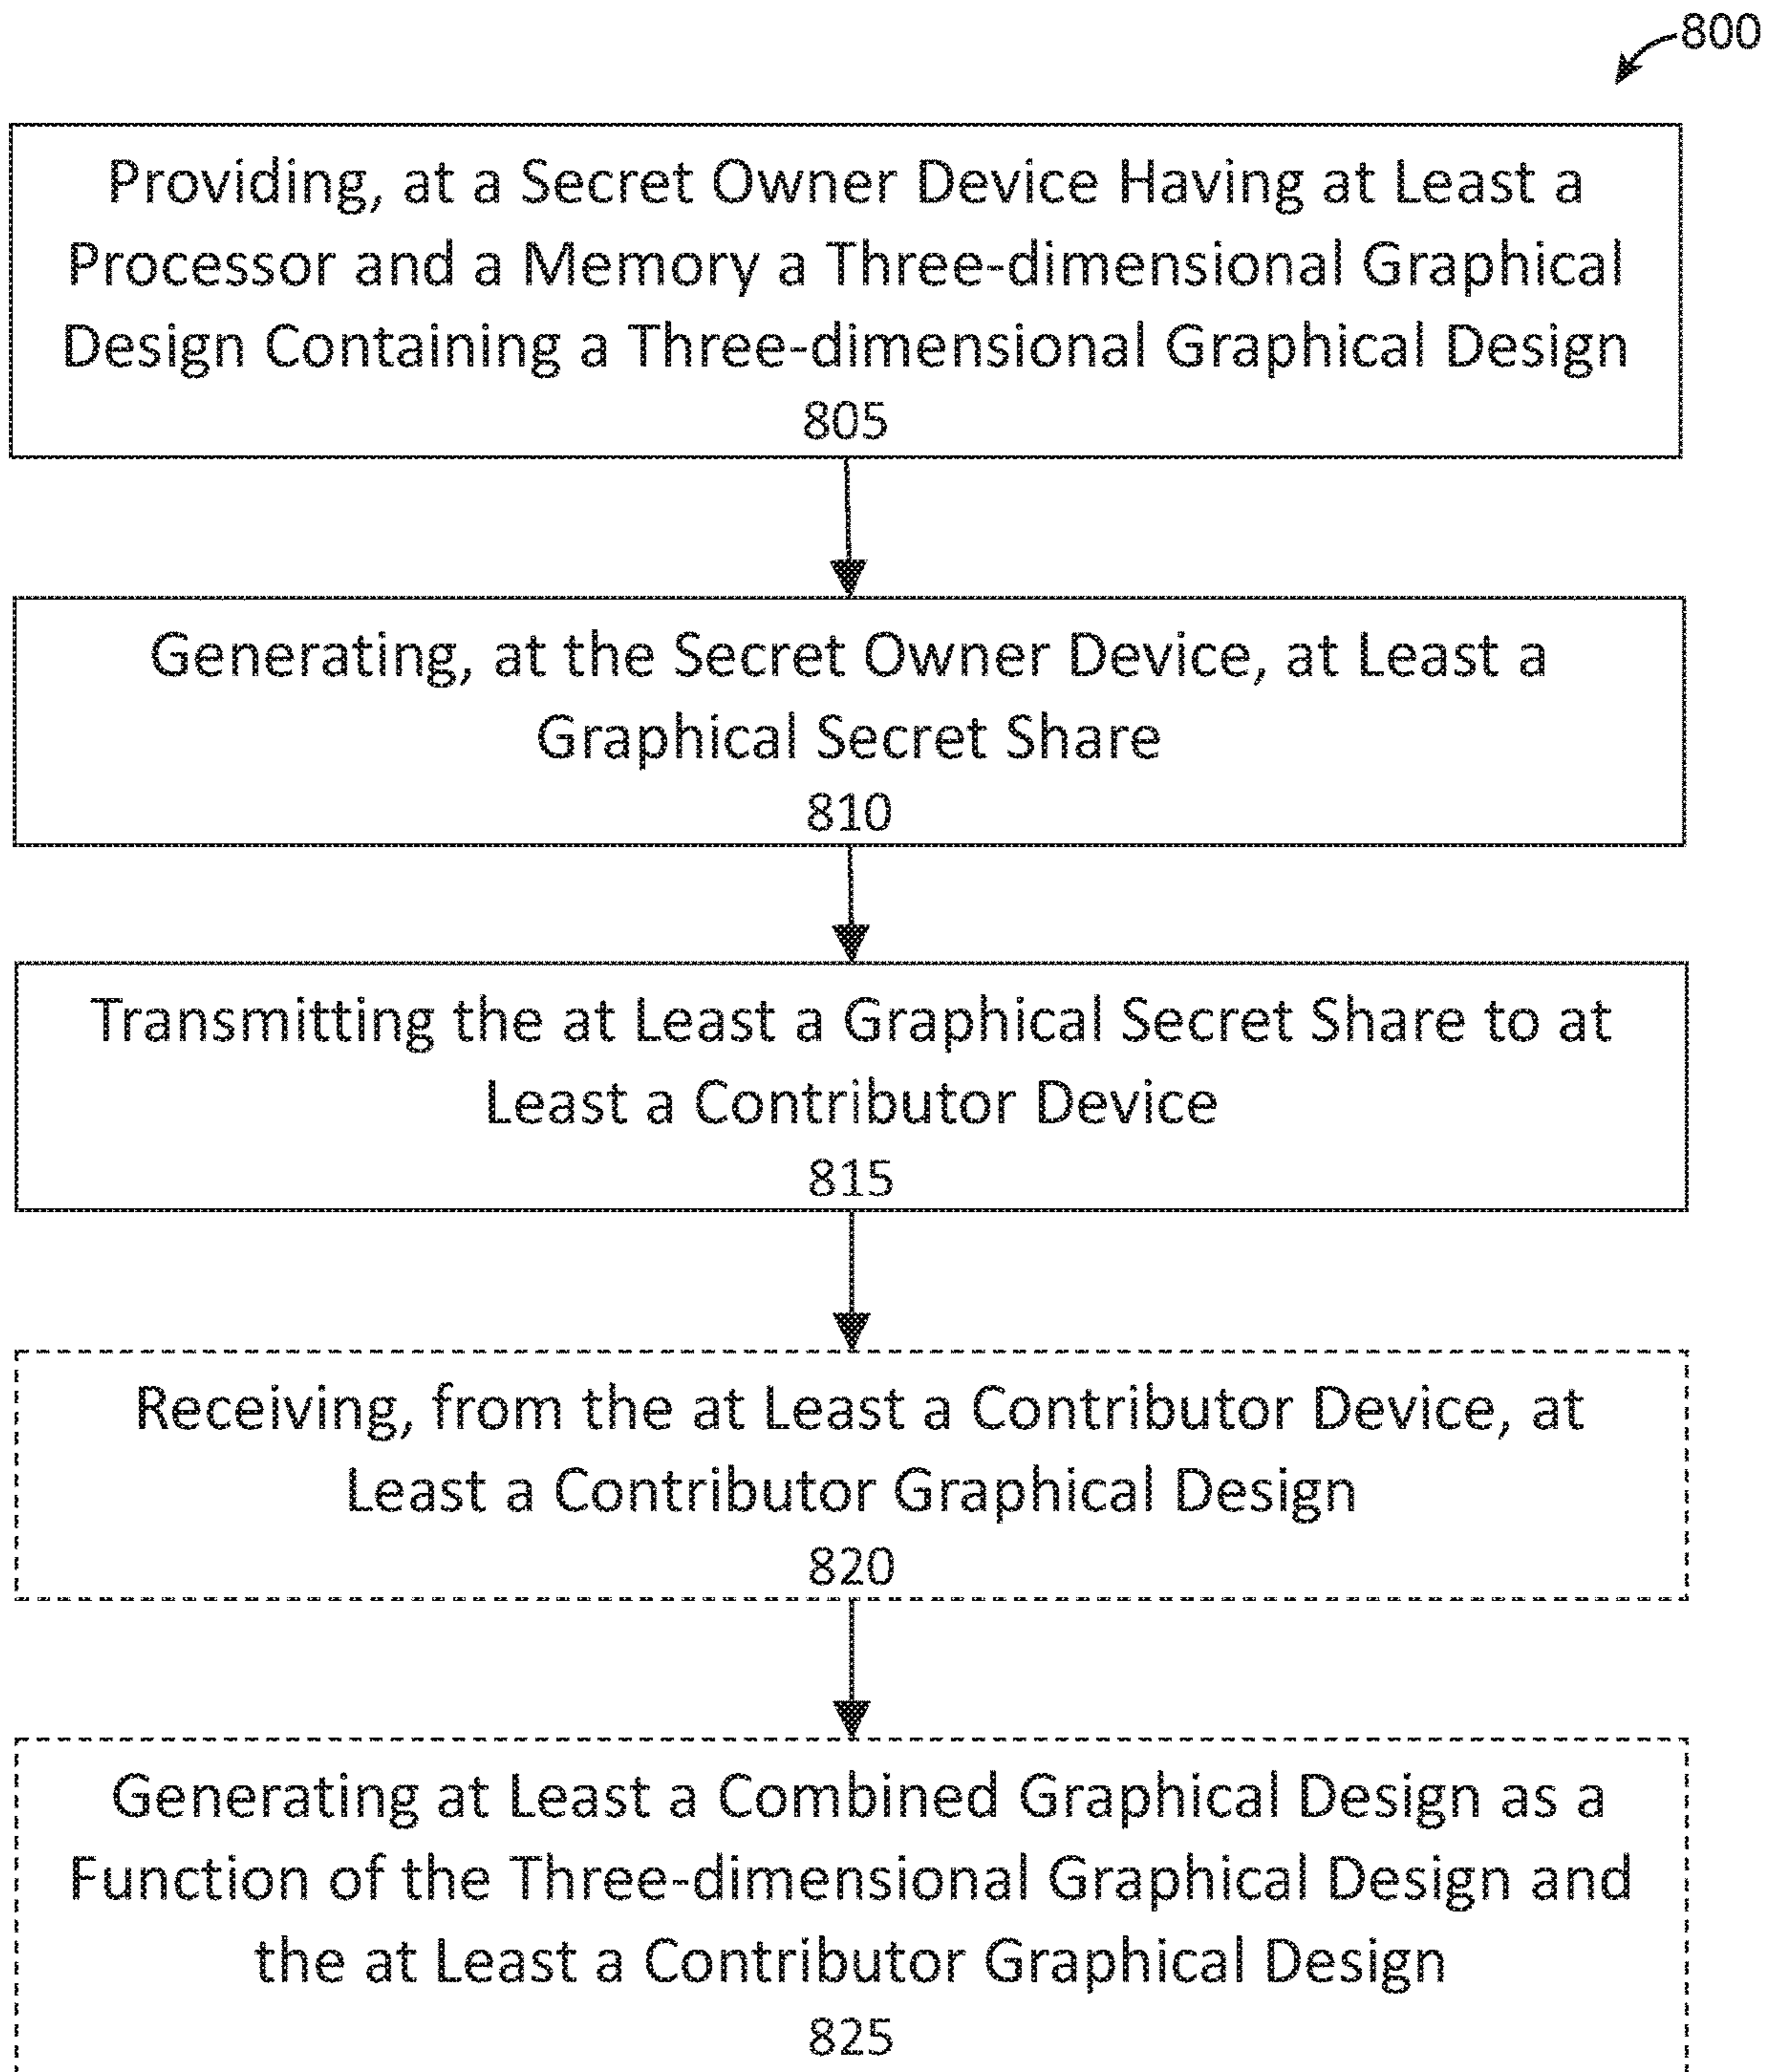 800
Providing, at a Secret Owner Device Having at Least a
Processor and a Memory a Three-dimensional Graphical
Design Containing a Three-dimensional Graphical Design
805
Generating, at the Secret Owner Device, at Least a
Graphical Secret Share
810
Transmitting the at Least a Graphical Secret Share to at
Least a Contributor Device
815
Receiving, from the at Least a Contributor Device, at
Least a Contributor Graphical Design
820
Generating at Least a Combined Graphical Design as a
Function of the Three-dimensional Graphical Design and
the at Least a Contributor Graphical Design
825